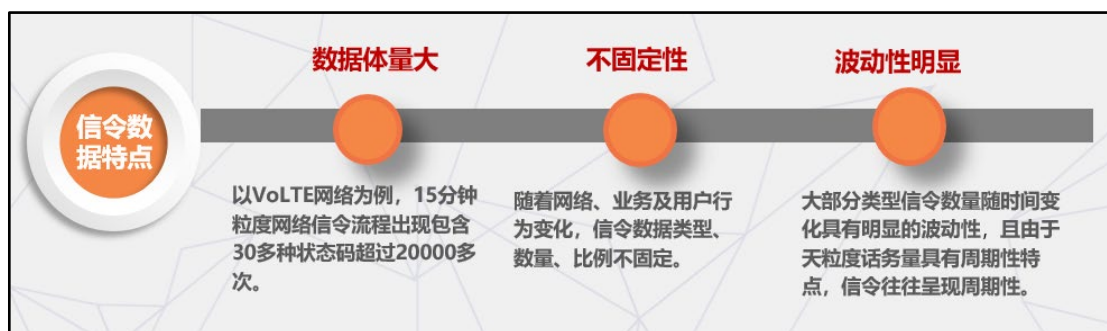 信令数
据特点
数据体量大
以VoLTE网络为例，15分钟
粒度网络信令流程出现包含
30多种状态码超过20000多
次。
不固定性
随着网络、业务及用户行
为变化，信令数据类型、
数量、比例不固定。
波动性明显
大部分类型信令数量随时间变
化具有明显的波动性，且由于
天粒度话务量具有周期性特
点，信令往往呈现周期性。